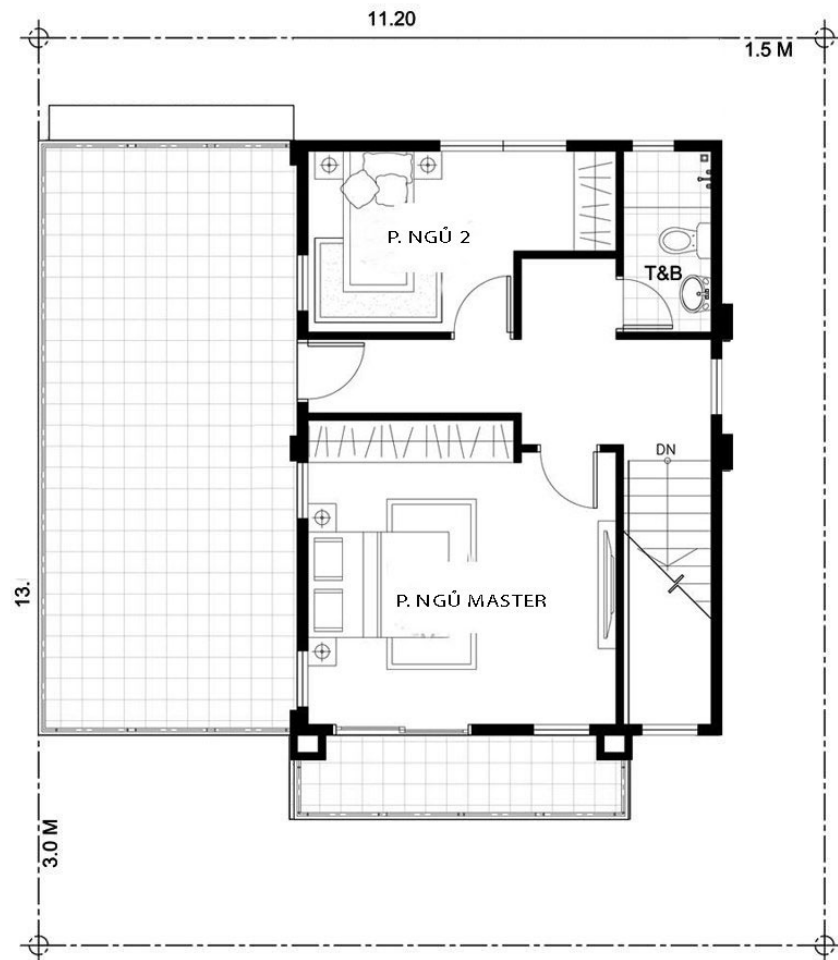 11.20
1.5 M
P. NGỦ 2
T&B
DN
P. NGỦ MASTER
13.
3.0 M